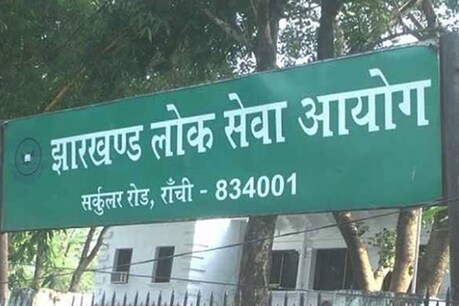 झारखण्ड लोक सेवा आयोग
सर्कुलर रोड, राँची - 834001